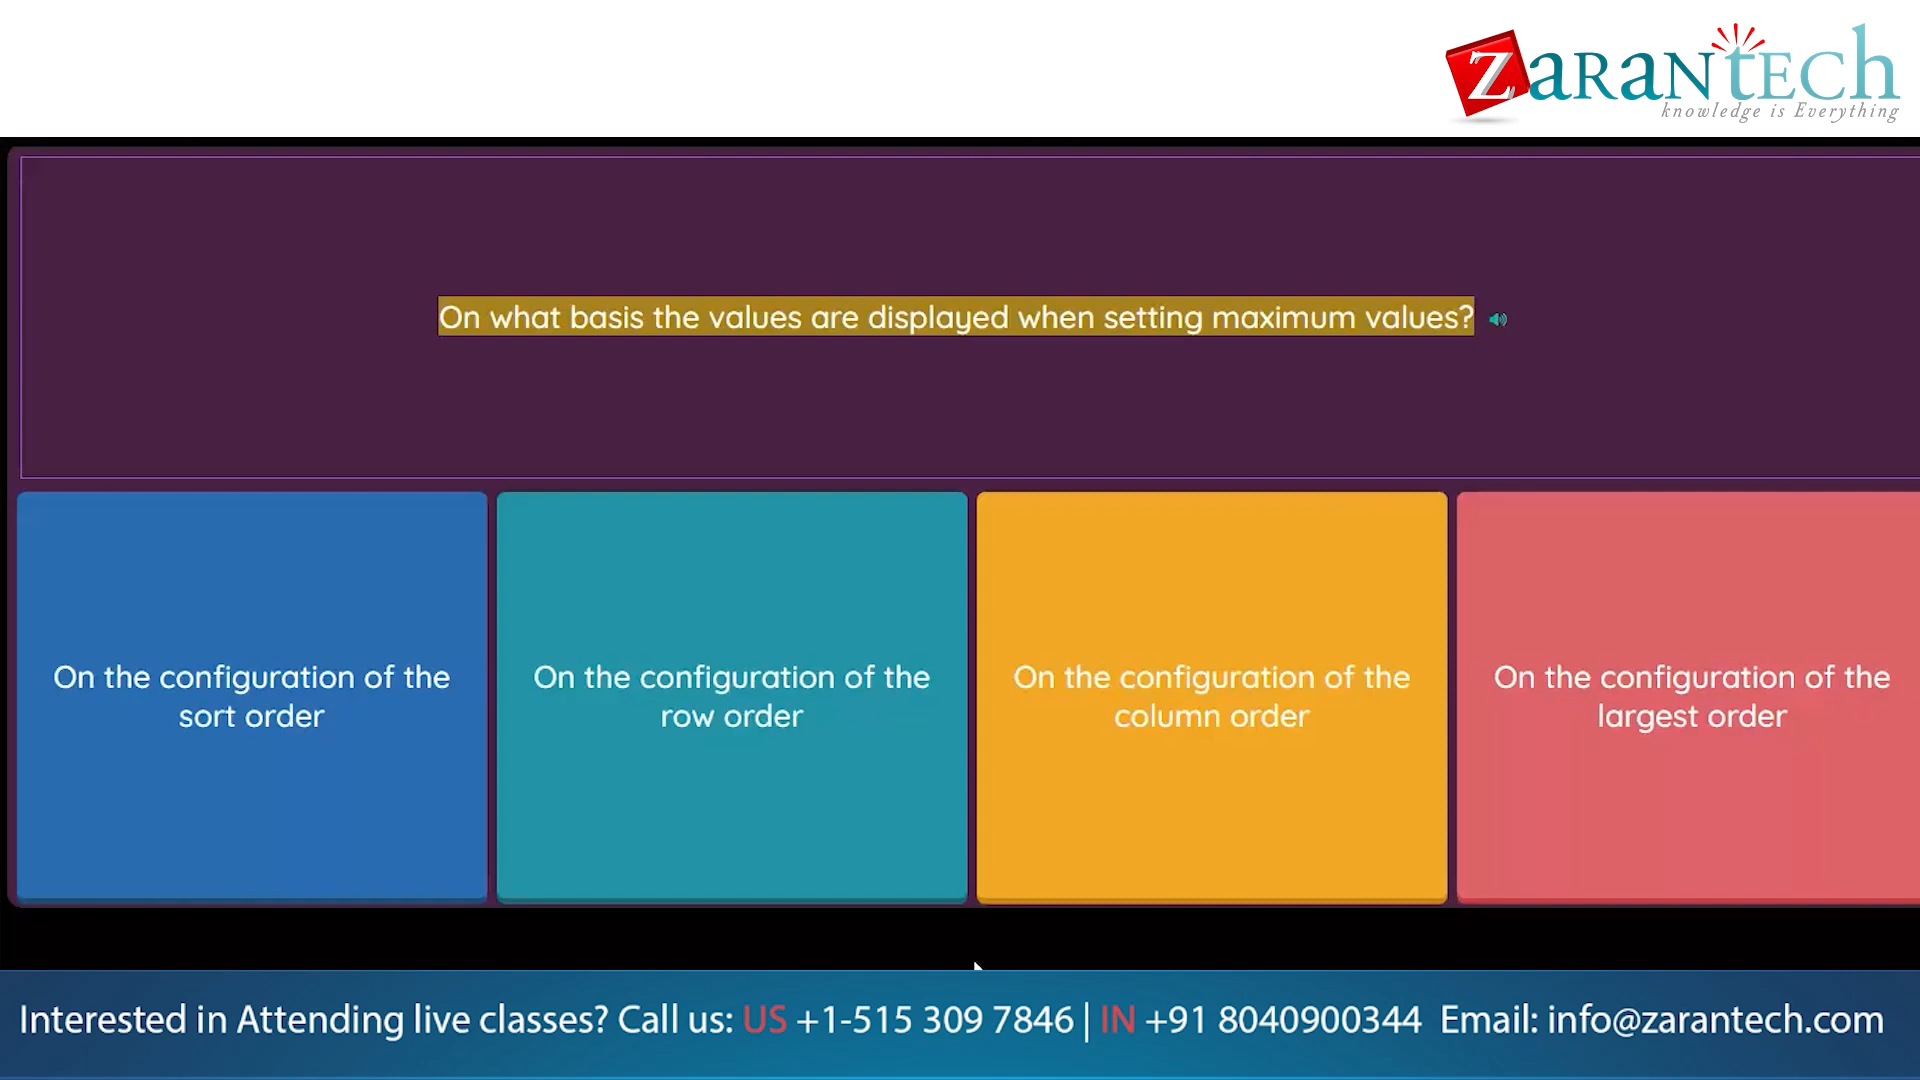 ZaranTech
knowledge is Everything
On what basis the values are displayed when setting maximum values?
On the configuration of the
sort order
On the configuration of the
row order
On the configuration of the
column order
On the configuration of the
largest order
Interested in Attending live classes? Call us: US +1-515 309 7846 | IN +91 8040900344 Email: info@zarantech.com